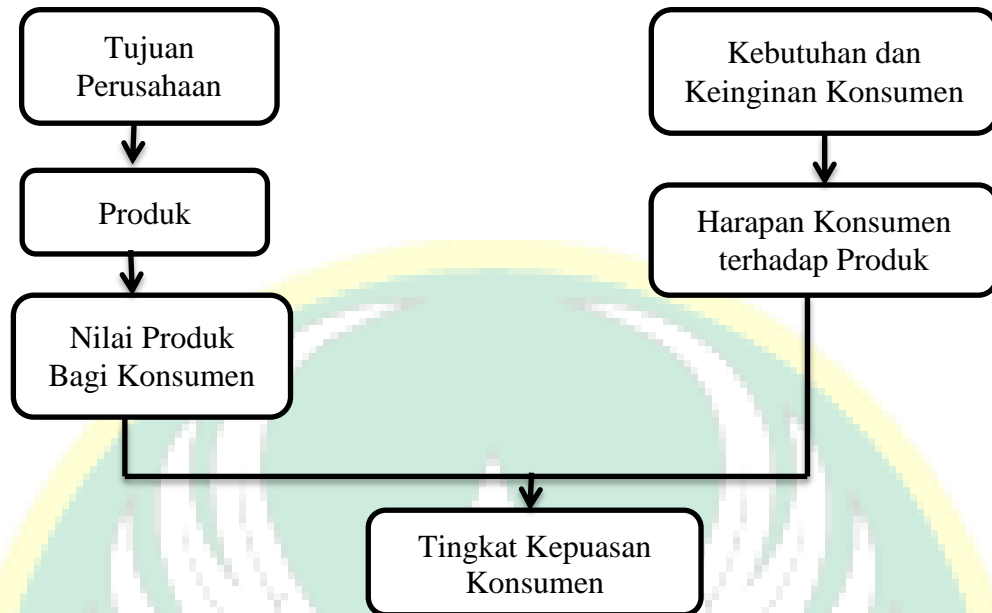 Tujuan
Perusahaan
Produk
Nilai Produk
Bagi Konsumen
Kebutuhan dan
Keinginan Konsumen
Harapan Konsumen
terhadap Produk
Tingkat Kepuasan
Konsumen